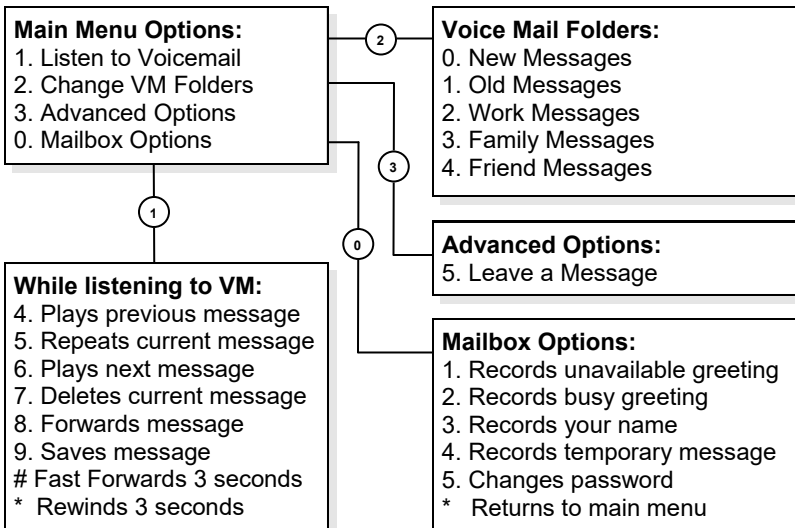 Main Menu Options:
1. Listen to Voicemail
2. Change VM Folders
3. Advanced Options
0. Mailbox Options
2
Voice Mail Folders:
0. New Messages
1. Old Messages
2. Work Messages
3. Family Messages
4. Friend Messages
3
1
0
Advanced Options:
5. Leave a Message
While listening to VM:
4. Plays previous message
5. Repeats current message
6. Plays next message
7. Deletes current message
8. Forwards message
9. Saves message
# Fast Forwards 3 seconds
* Rewinds 3 seconds
Mailbox Options:
1. Records unavailable greeting
2. Records busy greeting
3. Records your name
4. Records temporary message
5. Changes password
* Returns to main menu